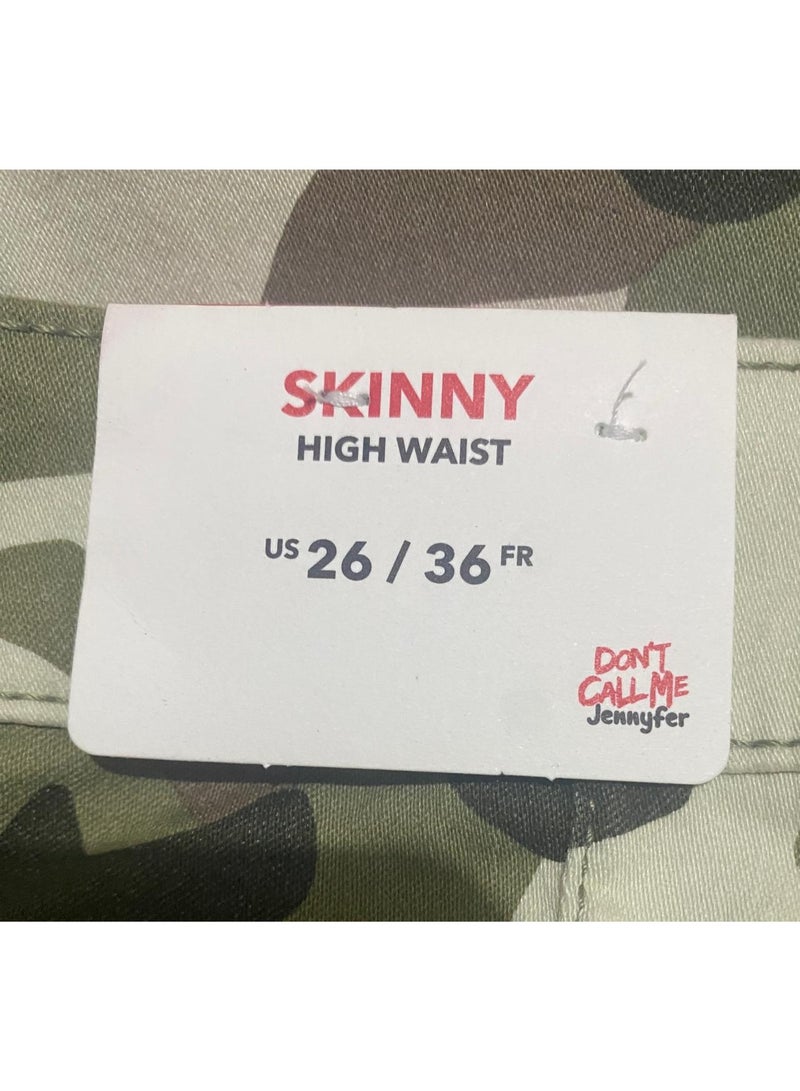 SKINNY
HIGH WAIST
US 26 / 36 FR
DON'T
CALL ME
Jennyfer